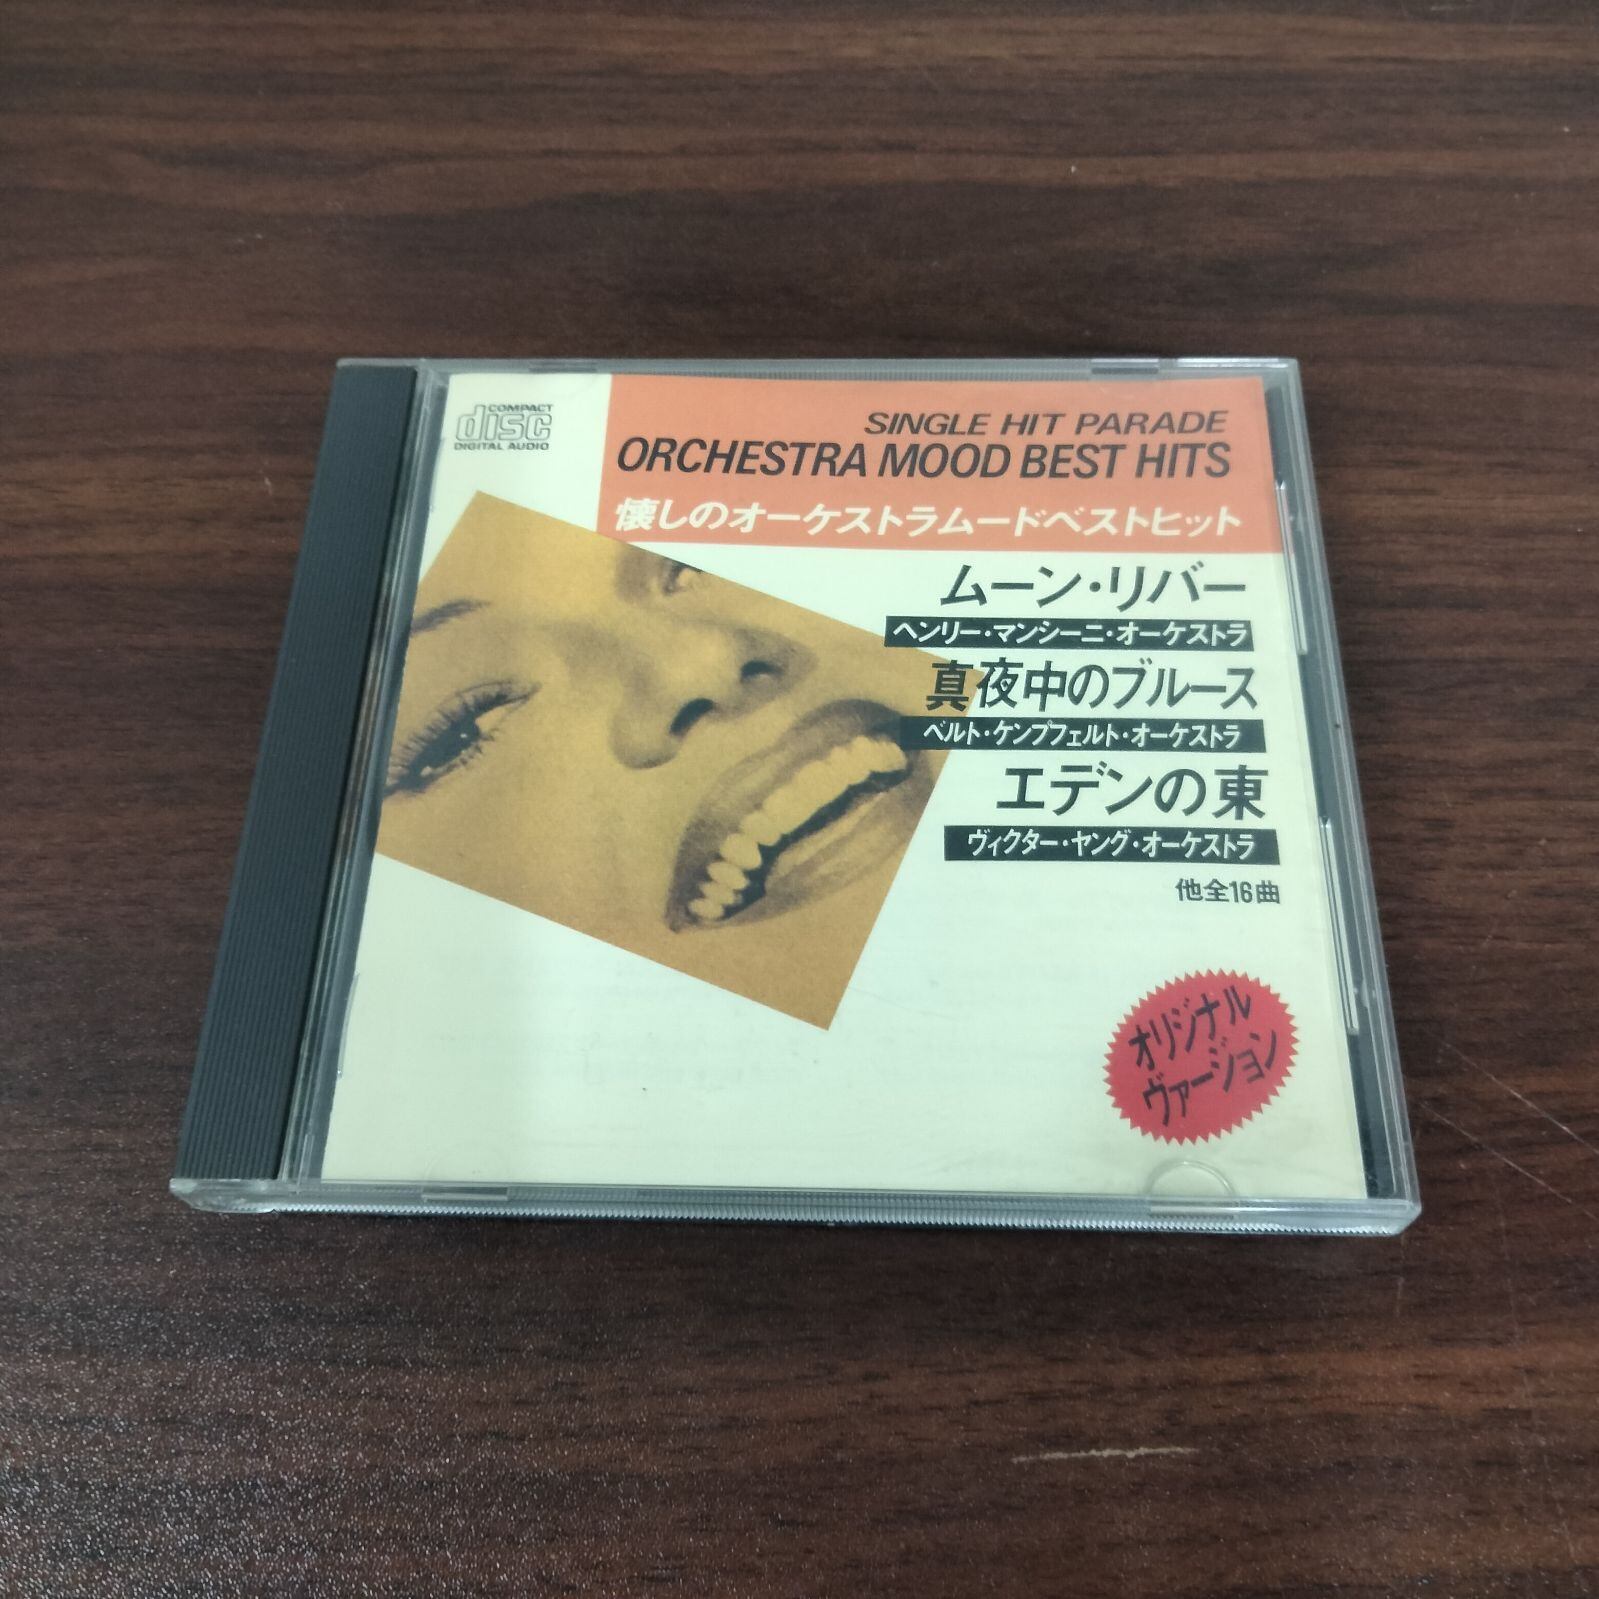 COMPACT
disc
DIGITAL AUDIO
SINGLE HIT PARADE
ORCHESTRA MOOD BEST HITS
懐しのオーケストラムードベストヒット
ムーン・リバー
ヘンリー・マンシーニ・オーケストラ
真夜中のブルース
ベルト・ケンプフェルト・オーケストラ
エデンの東
ヴィクター・ヤング・オーケストラ
他全16曲
オリジナル
ヴァージョン